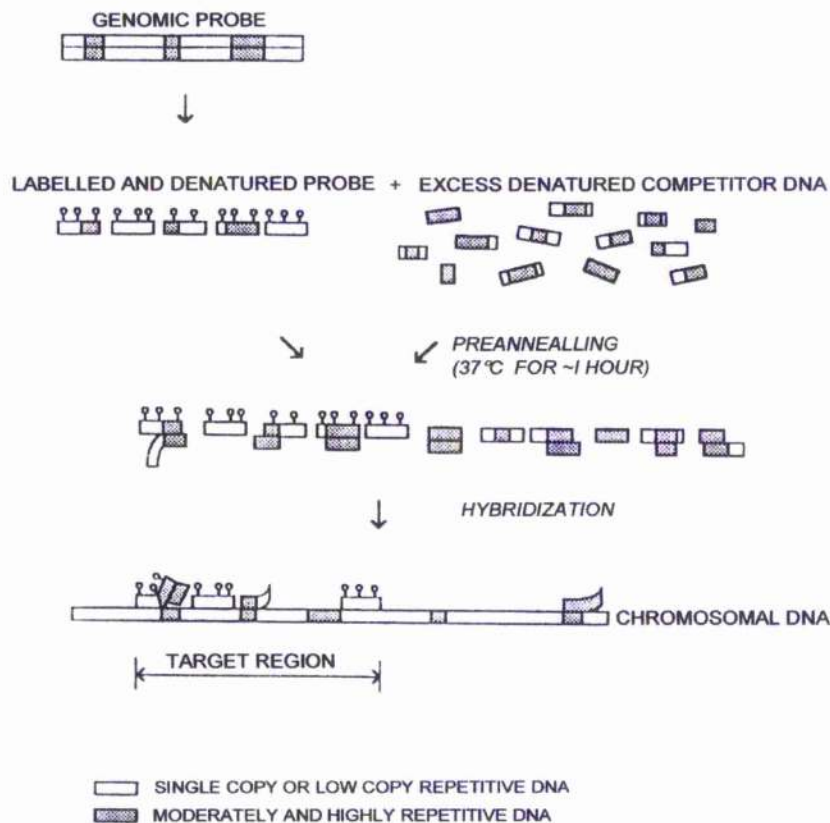 GENOMIC PROBE
LABELLED AND DENATURED PROBE + EXCESS DENATURED COMPETITOR DNA
PREANNEALLING
(37°C FOR ~I HOUR)
HYBRIDIZATION
CHROMOSOMAL DNA
TARGET REGION
SINGLE COPY OR LOW COPY REPETITIVE DNA
MODERATELY AND HIGHLY REPETITIVE DNA